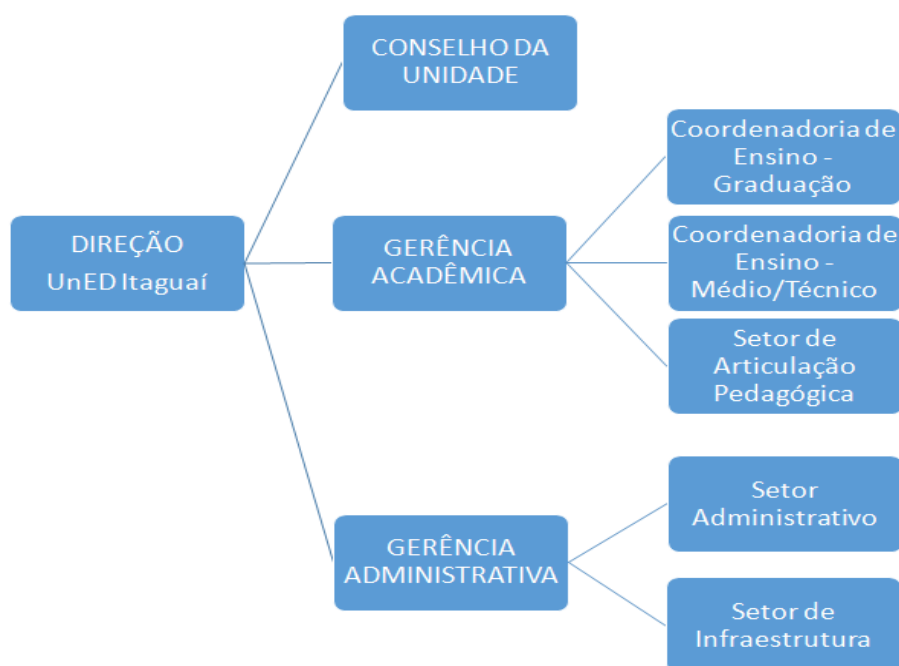 CONSELHO DA
UNIDADE
DIREÇÃO
UnED Itaguaí
GERÊNCIA
ACADÊMICA
Coordenadoria de
Ensino -
Graduação
Coordenadoria de
Ensino -
Médio/Técnico
Setor de
Articulação
Pedagógica
GERÊNCIA
ADMINISTRATIVA
Setor
Administrativo
Setor de
Infraestrutura